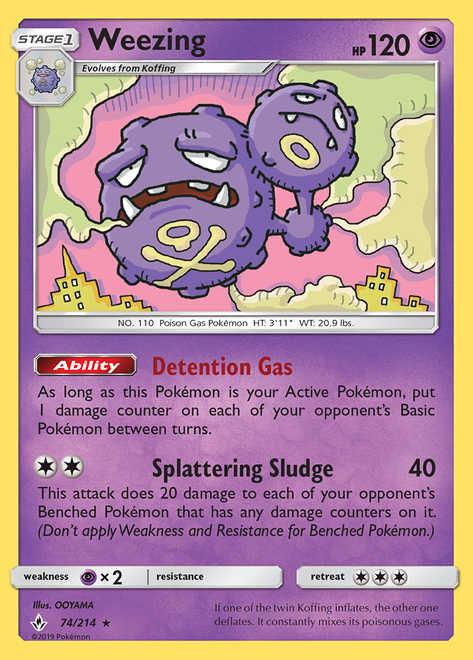 STAGE1 Weezing HP 120
Evolves from Koffing
NO. 110 Poison Gas Pokémon HT: 3'11" WT: 20.9 lbs.
Ability Detention Gas
As long as this Pokémon is your Active Pokémon, put
1 damage counter on each of your opponent's Basic
Pokémon between turns.
Splattering Sludge 40
This attack does 20 damage to each of your opponent's
Benched Pokémon that has any damage counters on it.
(Don't apply Weakness and Resistance for Benched Pokémon.)
weakness × 2 resistance retreat
Illus. OOYAMA
74/214 ★
©2019 Pokémon
If one of the twin Koffing inflates, the other one
deflates. It constantly mixes its poisonous gases.